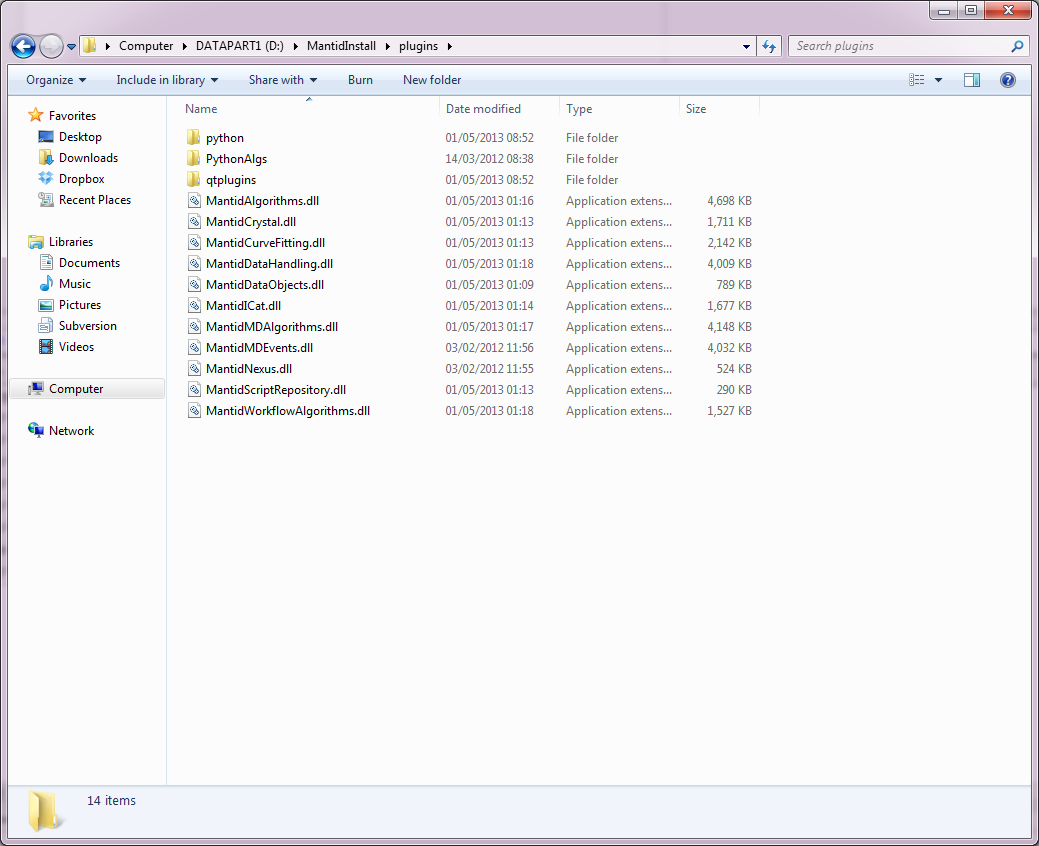 Computer DATAPART1 (D:) MantidInstall plugins Search plugins
Organize Include in library Share with Burn New folder
Favorites
Desktop
Downloads
Dropbox
Recent Places
Libraries
Documents
Music
Pictures
Subversion
Videos
Computer
Network
Name Date modified Type Size
python 01/05/2013 08:52 File folder
PythonAlgs 14/03/2012 08:38 File folder
qtplugins 01/05/2013 08:52 File folder
MantidAlgorithms.dll 01/05/2013 01:16 Application extens... 4,698 KB
MantidCrystal.dll 01/05/2013 01:13 Application extens... 1,711 KB
MantidCurveFitting.dll 01/05/2013 01:13 Application extens... 2,142 KB
MantidDataHandling.dll 01/05/2013 01:18 Application extens... 4,009 KB
MantidDataObjects.dll 01/05/2013 01:09 Application extens... 789 KB
MantidICat.dll 01/05/2013 01:14 Application extens... 1,677 KB
MantidMDAlgorithms.dll 01/05/2013 01:17 Application extens... 4,148 KB
MantidMDEvents.dll 03/02/2012 11:56 Application extens... 4,032 KB
MantidNexus.dll 03/02/2012 11:55 Application extens... 524 KB
MantidScriptRepository.dll 01/05/2013 01:13 Application extens... 290 KB
MantidWorkflowAlgorithms.dll 01/05/2013 01:18 Application extens... 1,527 KB
14 items